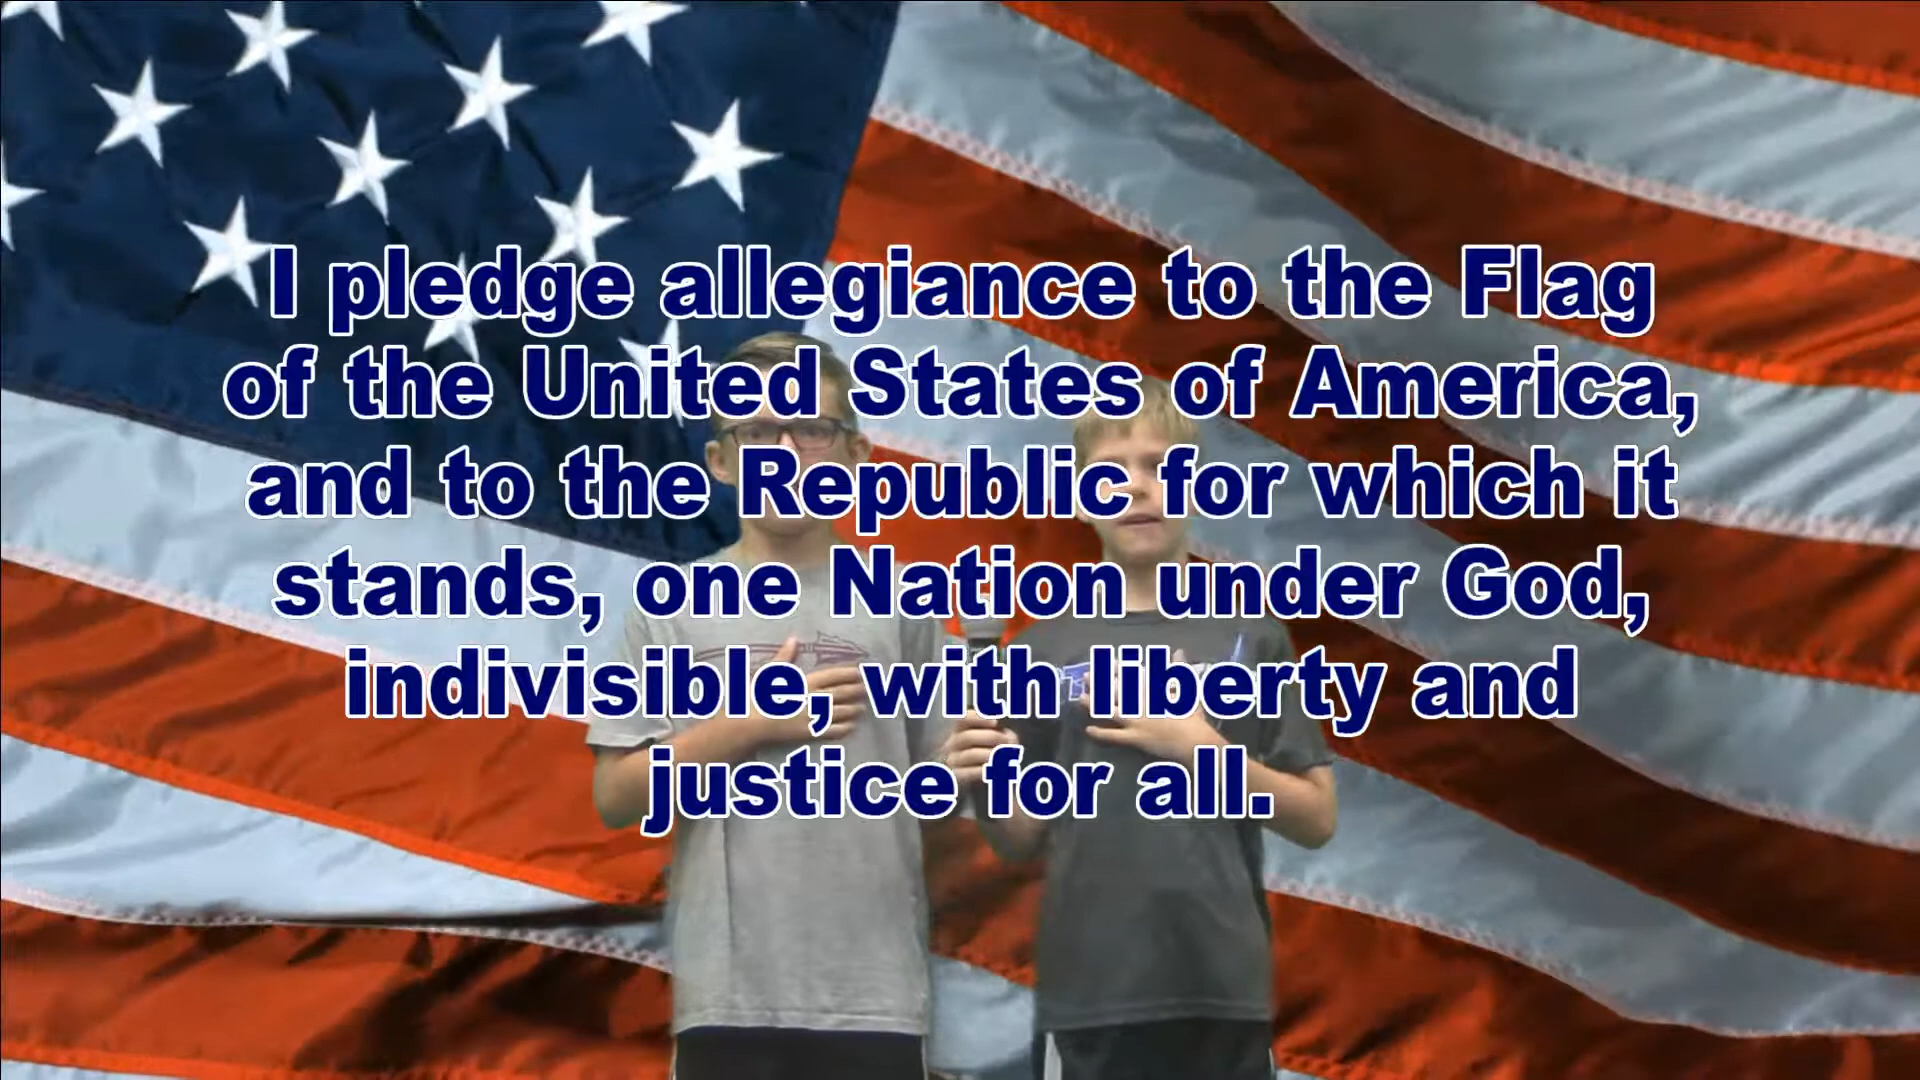 I pledge allegiance to the Flag
of the United States of America,
and to the Republic for which it
stands, one Nation under God,
indivisible, with liberty and
justice for all.